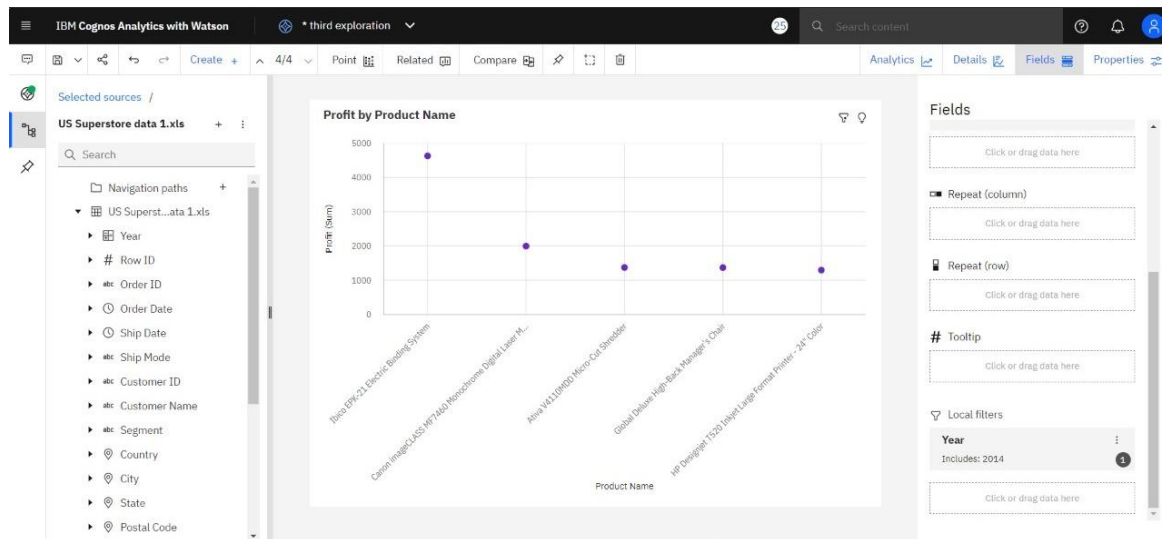 IBM Cognos Analytics with Watson
* third exploration
25
Search content
Create +
4/4
Point
Related
Compare
Analytics
Details
Fields
Properties
Selected sources /
US Superstore data 1.xls
Search
Navigation paths
US Superst...ata 1.xls
Year
# Row ID
abc Order ID
Order Date
Ship Date
abc Ship Mode
abc Customer ID
abc Customer Name
abc Segment
Country
City
State
Postal Code
Profit by Product Name
5000
4000
3000
2000
1000
0
Profit (Sum)
Ibico EPK-21 Electric Binding System
Canon imageCLASS MF7460 Monochrome Digital Laser M...
Ativa V4110MDD Micro-Cut Shredder
Global Deluxe High-Back Manager's Chair
HP Designjet T520 Inkjet Large Format Printer - 24" Color
Product Name
Fields
Click or drag data here
Repeat (column)
Click or drag data here
Repeat (row)
Click or drag data here
# Tooltip
Click or drag data here
Local filters
Year
Includes: 2014
1
Click or drag data here